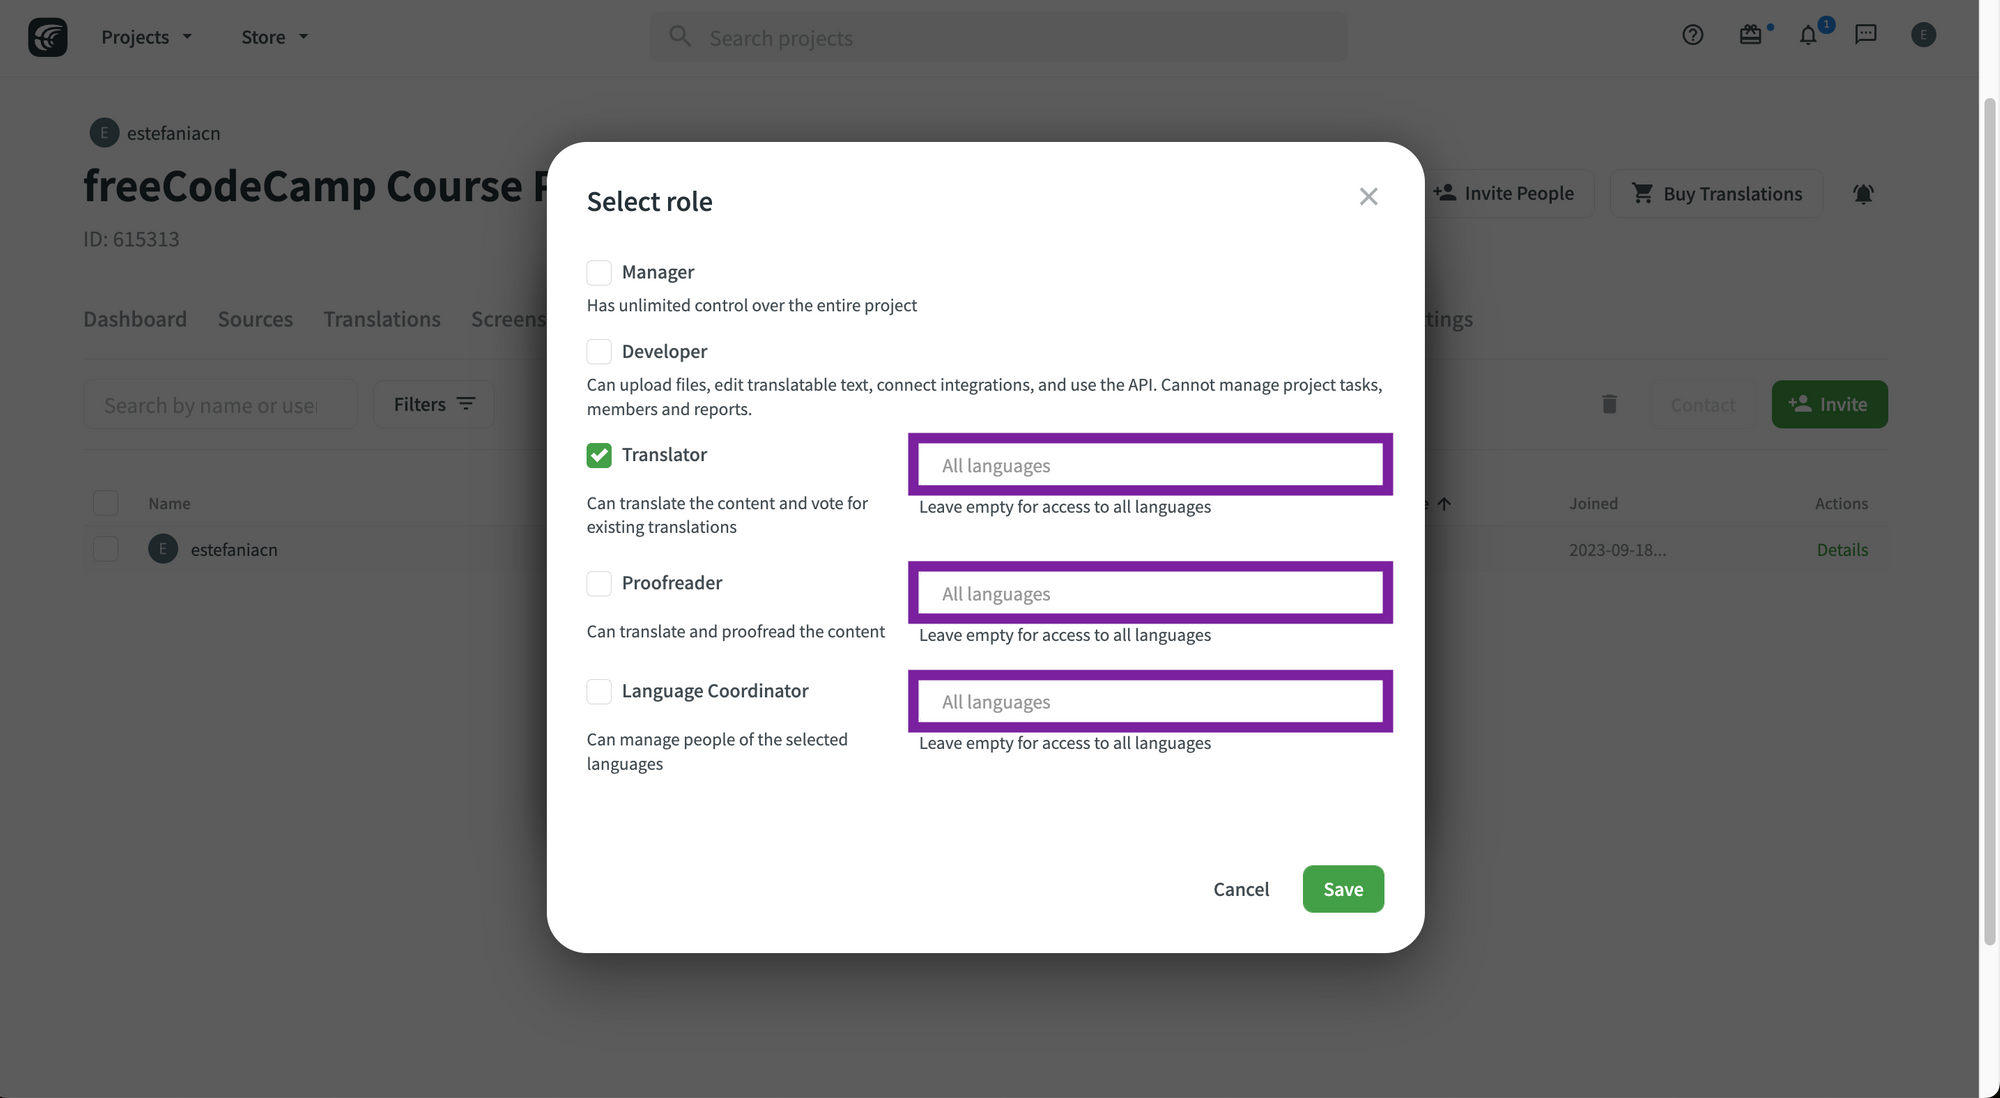 Projects
Store
Search projects
1
E
E
estefaniacn
freeCodeCamp Course
ID: 615313
Invite People
Buy Translations
Dashboard
Sources
Translations
Screens
tings
Search by name or use
Filters
Contact
Invite
Name
Joined
Actions
E
estefaniacn
2023-09-18...
Details
Select role
Manager
Has unlimited control over the entire project
Developer
Can upload files, edit translatable text, connect integrations, and use the API. Cannot manage project tasks,
members and reports.
Translator
All languages
Can translate the content and vote for
existing translations
Leave empty for access to all languages
Proofreader
All languages
Can translate and proofread the content
Leave empty for access to all languages
Language Coordinator
All languages
Can manage people of the selected
languages
Leave empty for access to all languages
Cancel
Save